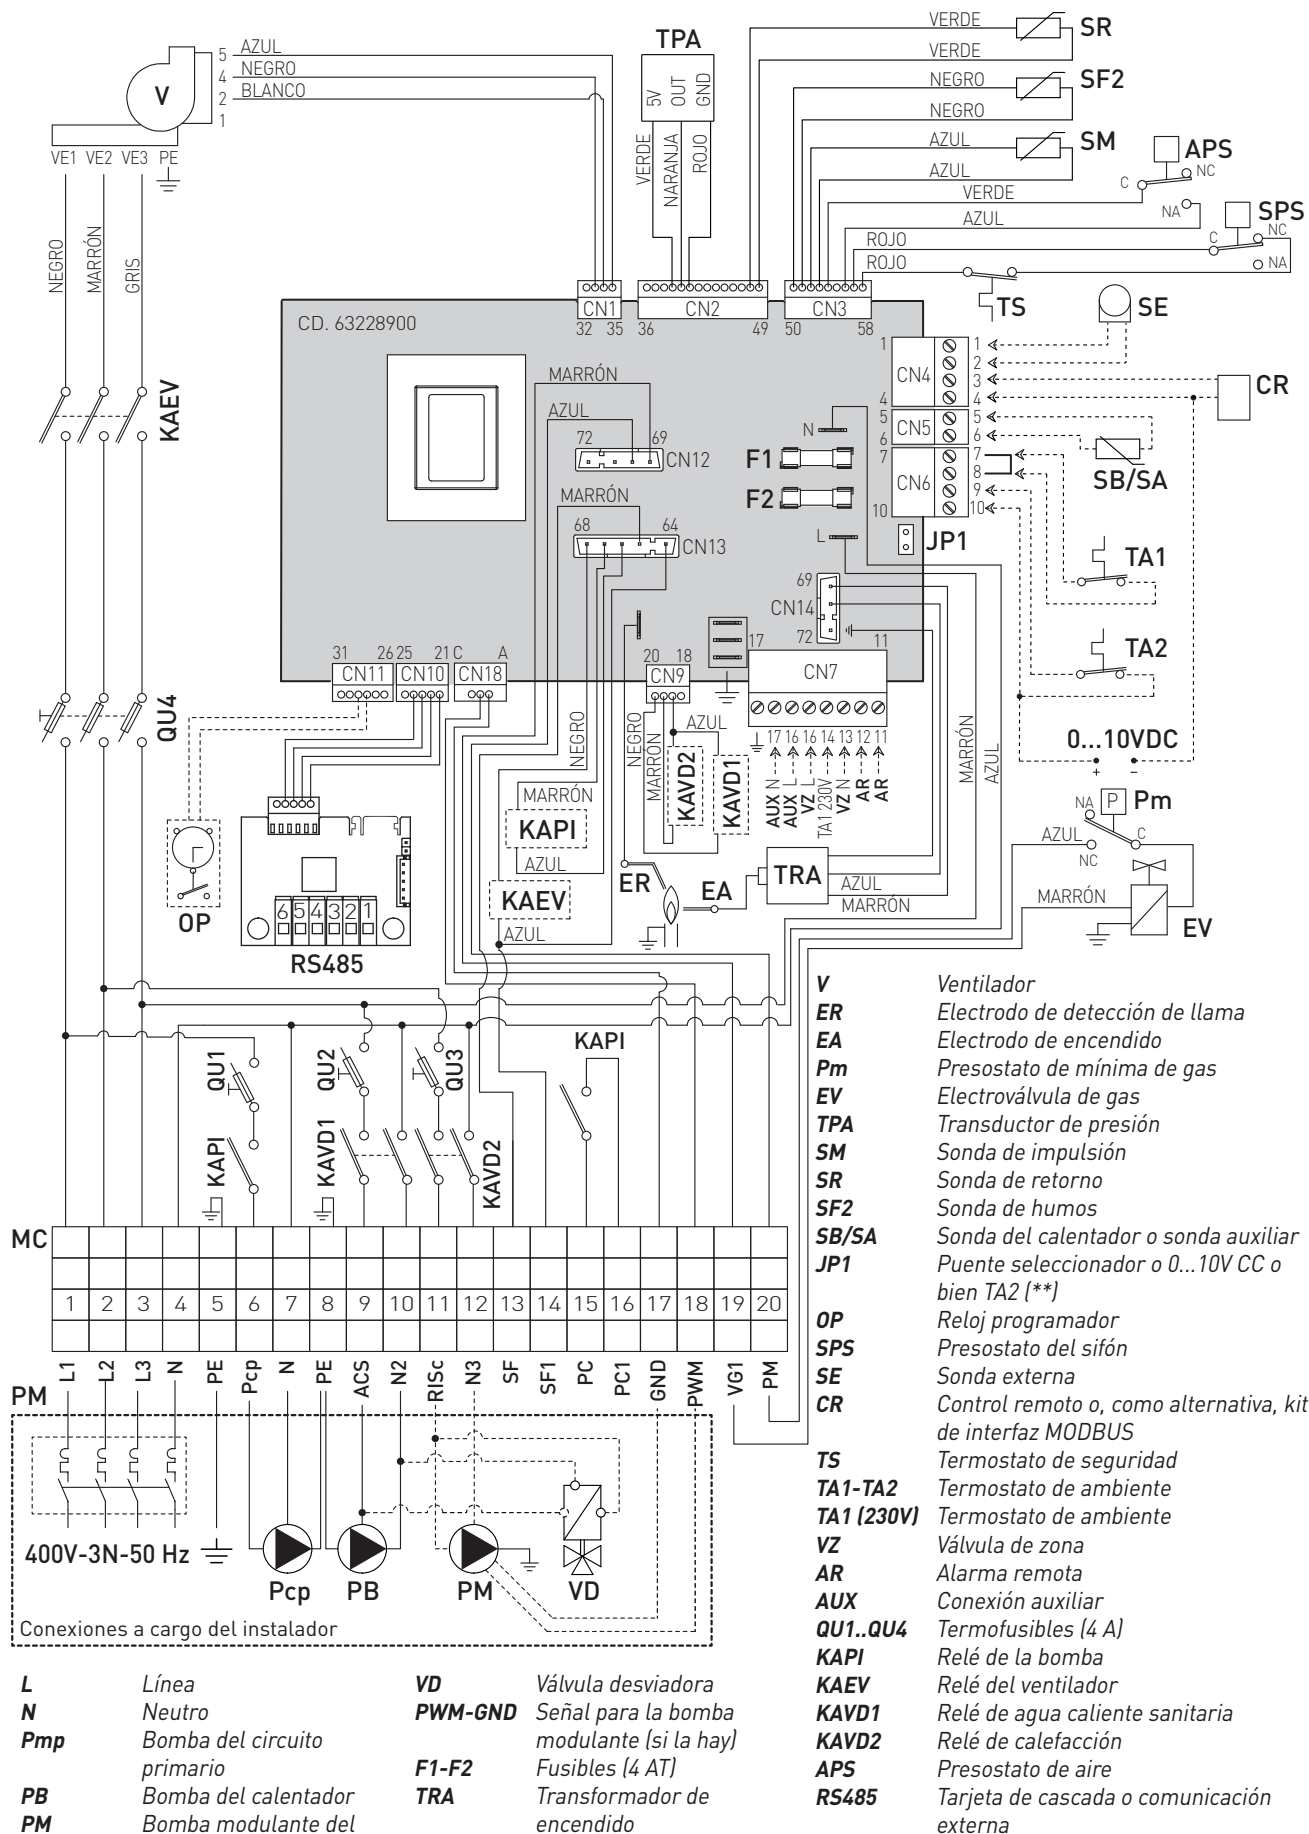 VERDE
SR
VERDE
TPA
5 AZUL
4 NEGRO
2 BLANCO
1
V
5V
OUT
GND
NEGRO
SF2
NEGRO
AZUL
SM
AZUL
APS
NC
C
VERDE
NA
AZUL
SPS
NC
C
ROJO
NA
ROJO
VE1 VE2 VE3 PE
VERDE
NARANJA
ROJO
NEGRO
MARRÓN
GRIS
TS
SE
CN1
32 35
CN2
36 49
CN3
50 58
CD. 63228900
1
CN4
4
1
2
3
4
CR
5
CN5
6
5
6
SB/SA
7
CN6
10
7
8
9
10
JP1
KAEV
MARRÓN
AZUL
72 69
CN12
N
F1
F2
MARRÓN
68 64
CN13
L
TA1
69
CN14
72
TA2
QU4
31 26
CN11
25 21
CN10
C A
CN18
20 18
CN9
17 11
CN7
17 16 16 14 13 12 11
AUX N
AUX L
VZ L
TA1 230V
VZ N
AR
AR
NEGRO
NEGRO
MARRÓN
AZUL
KAVD2
KAVD1
MARRÓN
AZUL
0...10VDC
+ -
NA P Pm
AZUL
C
NC
MARRÓN
EV
MARRÓN
KAPI
AZUL
KAEV
AZUL
ER
EA
TRA
AZUL
MARRÓN
OP
6 5 4 3 2 1
RS485
QU1
KAPI
QU2
KAVD1
QU3
KAVD2
KAPI
MC
1 2 3 4 5 6 7 8 9 10 11 12 13 14 15 16 17 18 19 20
L1 L2 L3 N PE Pcp N PE ACS N2 RISc N3 SF SF1 PC PC1 GND PWM VG1 PM
PM
400V-3N-50 Hz
Pcp
PB
PM
VD
Conexiones a cargo del instalador
V Ventilador
ER Electrodo de detección de llama
EA Electrodo de encendido
Pm Presostato de mínima de gas
EV Electroválvula de gas
TPA Transductor de presión
SM Sonda de impulsión
SR Sonda de retorno
SF2 Sonda de humos
SB/SA Sonda del calentador o sonda auxiliar
JP1 Puente seleccionador o 0...10V CC o
bien TA2 (**)
OP Reloj programador
SPS Presostato del sifón
SE Sonda externa
CR Control remoto o, como alternativa, kit
de interfaz MODBUS
TS Termostato de seguridad
TA1-TA2 Termostato de ambiente
TA1 (230V) Termostato de ambiente
VZ Válvula de zona
AR Alarma remota
AUX Conexión auxiliar
QU1..QU4 Termofusibles (4 A)
KAPI Relé de la bomba
KAEV Relé del ventilador
KAVD1 Relé de agua caliente sanitaria
KAVD2 Relé de calefacción
APS Presostato de aire
RS485 Tarjeta de cascada o comunicación
externa
L Línea
N Neutro
Pmp Bomba del circuito
primario
PB Bomba del calentador
PM Bomba modulante del
VD Válvula desviadora
PWM-GND Señal para la bomba
modulante (si la hay)
F1-F2 Fusibles (4 AT)
TRA Transformador de
encendido